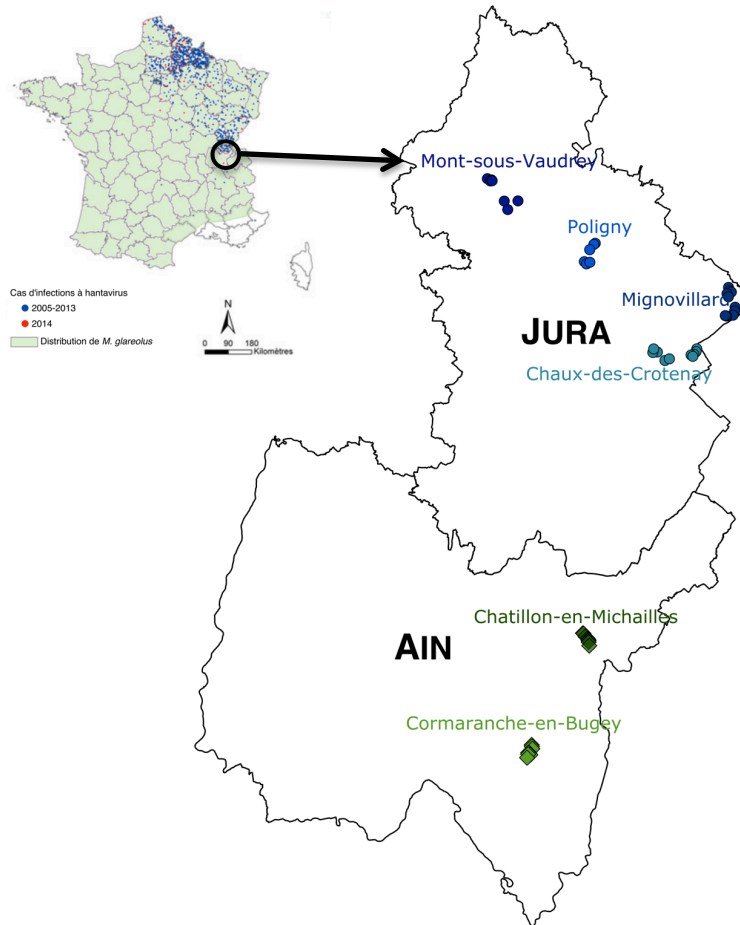 Mont-sous-Vaudrey
Poligny
Mignovillard
JURA
Chaux-des-Crotenay
Cas d'infections à hantavirus
2005-2013
2014
Distribution de M. glareolus
N
0 90 180
Kilomètres
Chatillon-en-Michailles
AIN
Cormaranche-en-Bugey